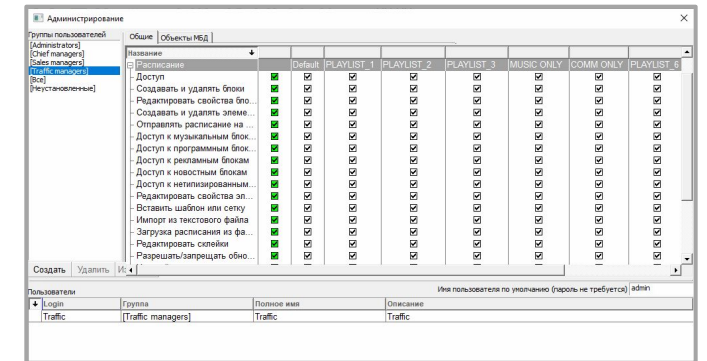 Администрирование
Группы пользователей
[Administrators]
[Chief managers]
[Sales managers]
[Traffic managers]
[Все]
[Неустановленные]
Создать Удалить
Общие Объекты МБД
Название
Расписание Default PLAYLIST_1 PLAYLIST_2 PLAYLIST_3 MUSIC ONLY COMM ONLY PLAYLIST_6
Доступ
Создавать и удалять блоки
Редактировать свойства бло...
Создавать и удалять элеме...
Отправлять расписание на ...
Доступ к музыкальным блок...
Доступ к программным блок...
Доступ к рекламным блокам
Доступ к новостным блокам
Доступ к нетипизированным...
Редактировать свойства эл...
Вставить шаблон или сетку
Импорт из текстового файла
Загрузка расписания из фа...
Редактировать склейки
Разрешать/запрещать обно...
Пользователи
Имя пользователя по умолчанию (пароль не требуется) admin
Login Группа Полное имя Описание
Traffic [Traffic managers] Traffic Traffic